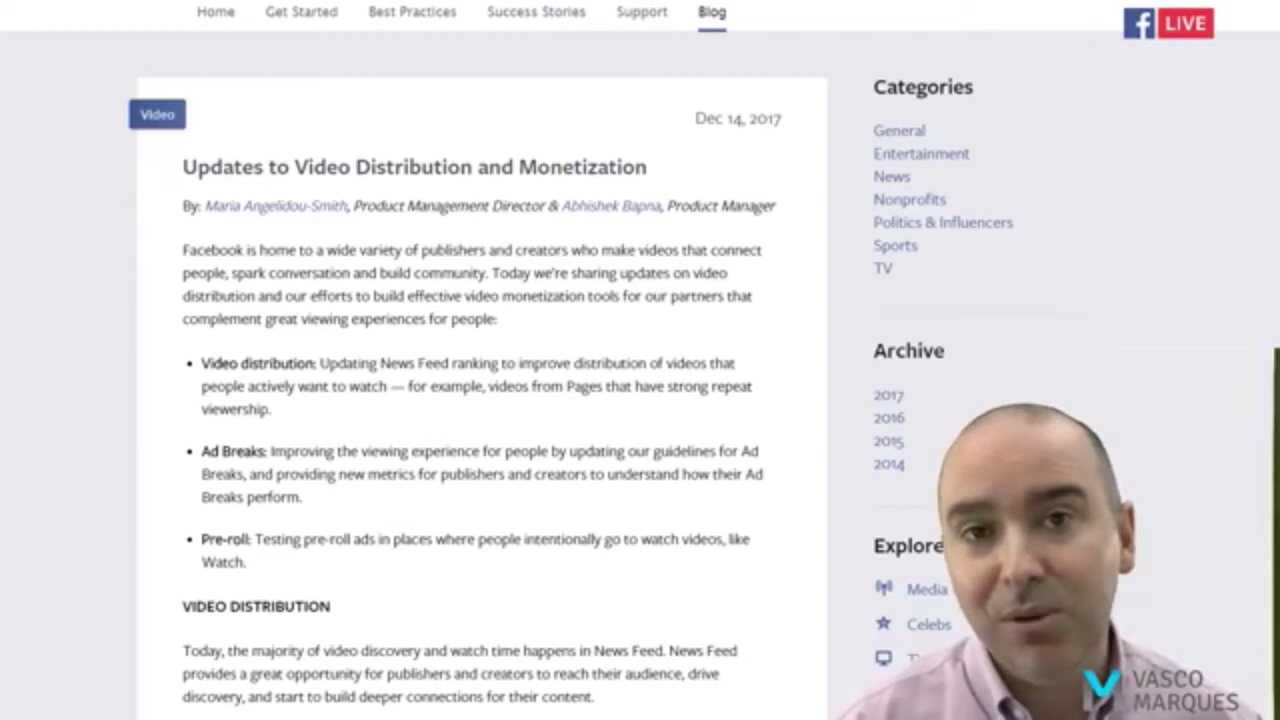 Home Get Started Best Practices Success Stories Support Blog
f LIVE
Video
Dec 14, 2017
Updates to Video Distribution and Monetization
By: Maria Angelidou-Smith, Product Management Director & Abhishek Bapna, Product Manager
Facebook is home to a wide variety of publishers and creators who make videos that connect
people, spark conversation and build community. Today we're sharing updates on video
distribution and our efforts to build effective video monetization tools for our partners that
complement great viewing experiences for people:
• Video distribution: Updating News Feed ranking to improve distribution of videos that
people actively want to watch — for example, videos from Pages that have strong repeat
viewership.
• Ad Breaks: Improving the viewing experience for people by updating our guidelines for Ad
Breaks, and providing new metrics for publishers and creators to understand how their Ad
Breaks perform.
• Pre-roll: Testing pre-roll ads in places where people intentionally go to watch videos, like
Watch.
VIDEO DISTRIBUTION
Today, the majority of video discovery and watch time happens in News Feed. News Feed
provides a great opportunity for publishers and creators to reach their audience, drive
discovery, and start to build deeper connections for their content.
Categories
General
Entertainment
News
Nonprofits
Politics & Influencers
Sports
TV
Archive
2017
2016
2015
2014
Explore
Media
Celebs
VASCO
MARQUES